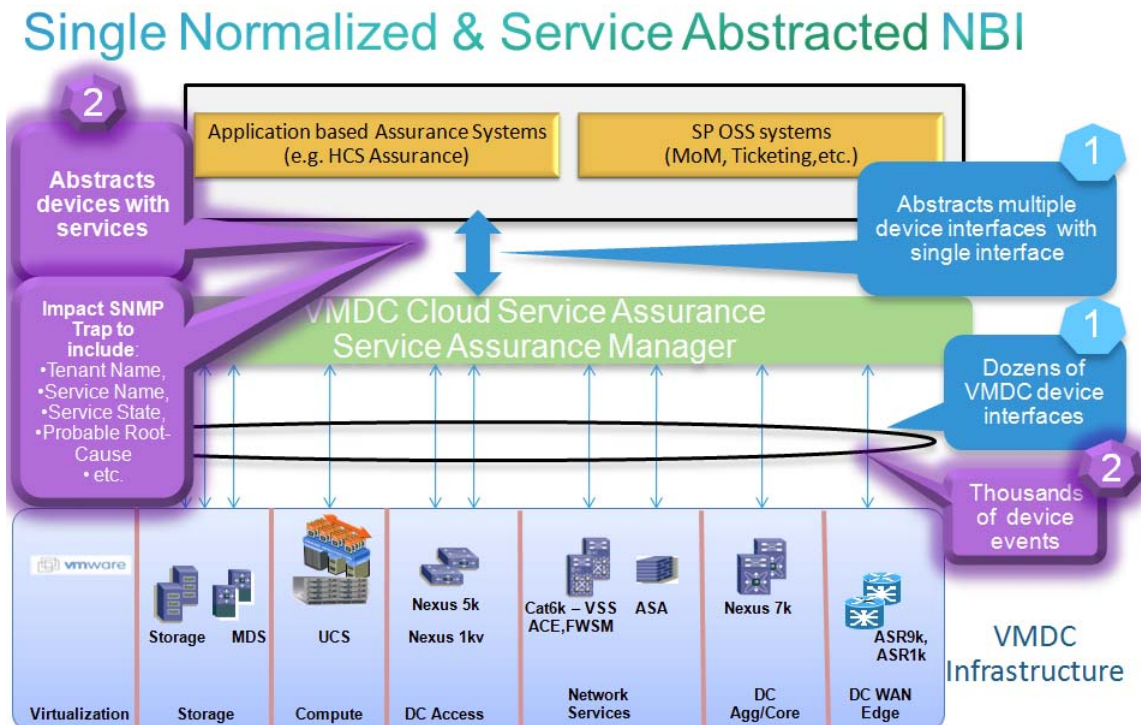 Single Normalized & Service Abstracted NBI
2
Abstracts
devices with
services
Application based Assurance Systems
(e.g. HCS Assurance)
SP OSS systems
(MoM, Ticketing,etc.)
1
Abstracts multiple
device interfaces with
single interface
Impact SNMP
Trap to
include:
•Tenant Name,
•Service Name,
•Service State,
•Probable Root-
Cause
• etc.
VMDC Cloud Service Assurance
Service Assurance Manager
1
Dozens of
VMDC device
interfaces
2
Thousands
of device
events
vmware
Virtualization
Storage
MDS
Storage
UCS
Compute
Nexus 5k
Nexus 1kv
DC Access
Cat6k – VSS
ACE,FWSM
ASA
Network
Services
Nexus 7k
DC
Agg/Core
ASR9k,
ASR1k
DC WAN
Edge
VMDC
Infrastructure